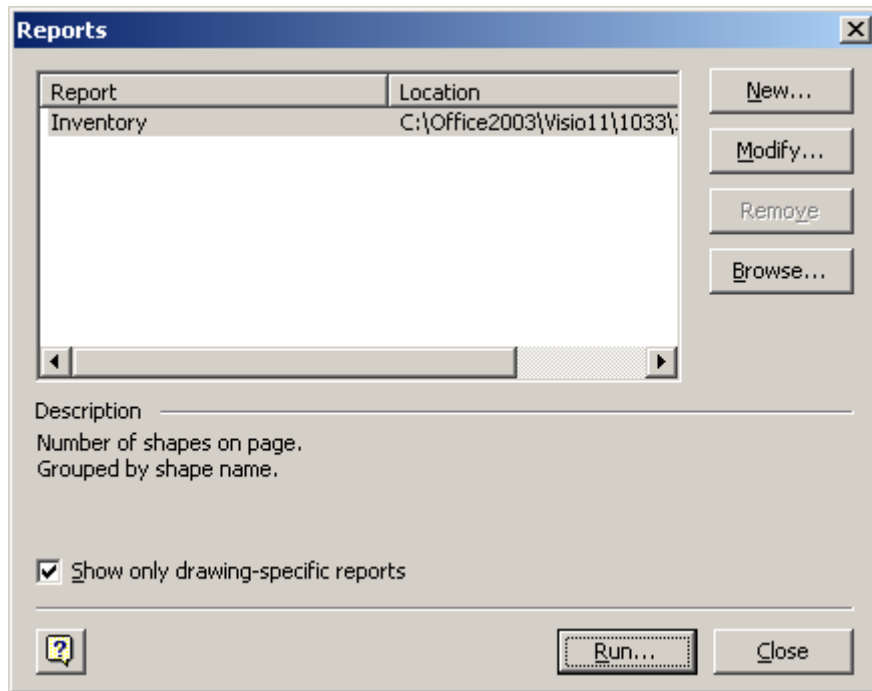 Reports
Report Location
Inventory C:\Office2003\Visio11\1033\
New...
Modify...
Remove
Browse...
Description
Number of shapes on page.
Grouped by shape name.
Show only drawing-specific reports
Run... Close